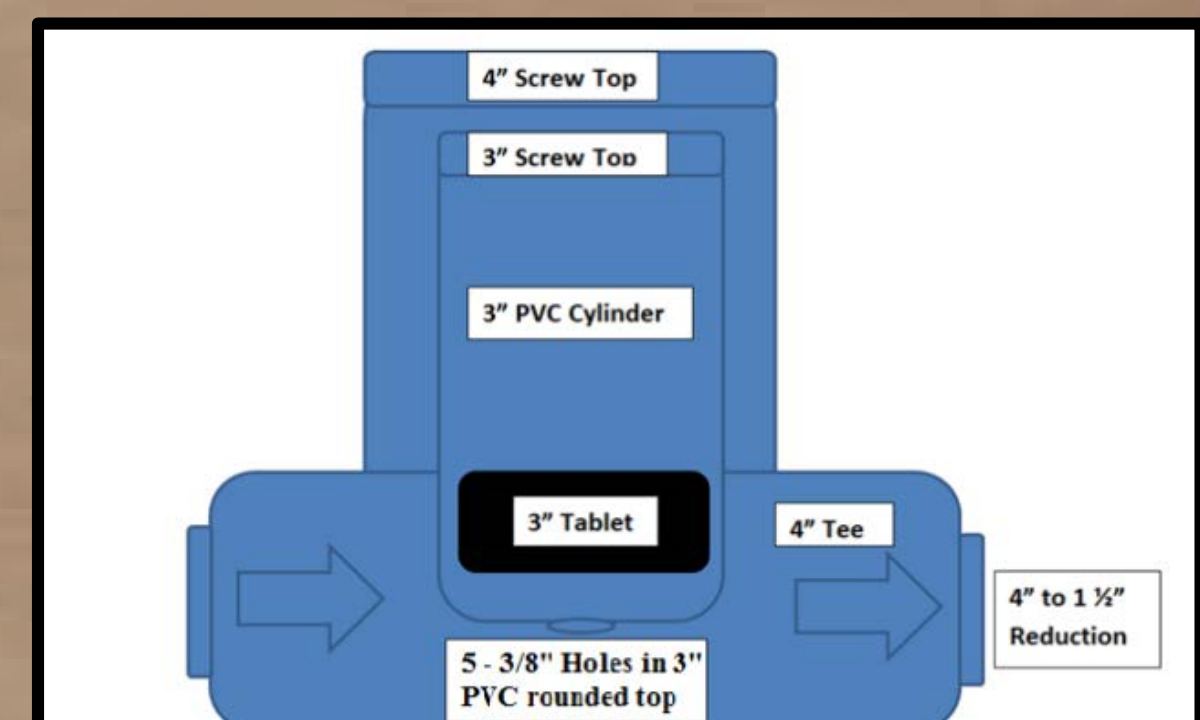 4” Screw Top
3” Screw Top
3” PVC Cylinder
3” Tablet
4” Tee
4” to 1 ½”
Reduction
5 - 3/8" Holes in 3"
PVC rounded top